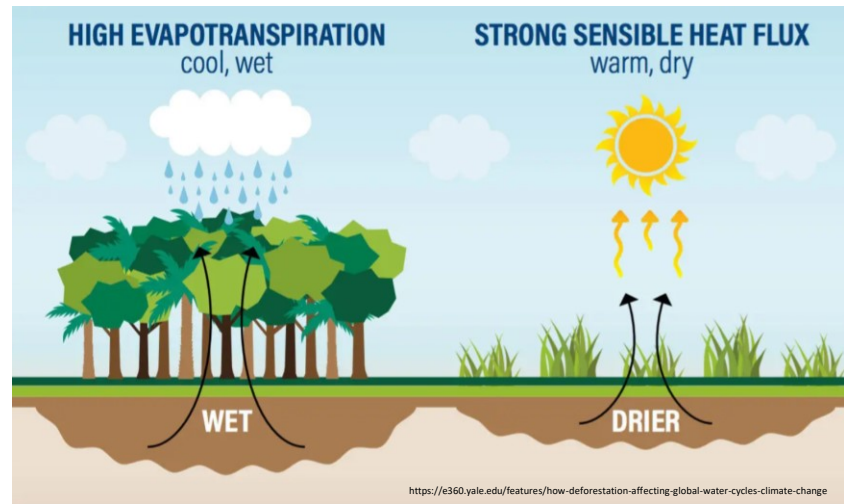 HIGH EVAPOTRANSPIRATION
cool, wet
STRONG SENSIBLE HEAT FLUX
warm, dry
WET
DRIER
https://e360.yale.edu/features/how-deforestation-affecting-global-water-cycles-climate-change